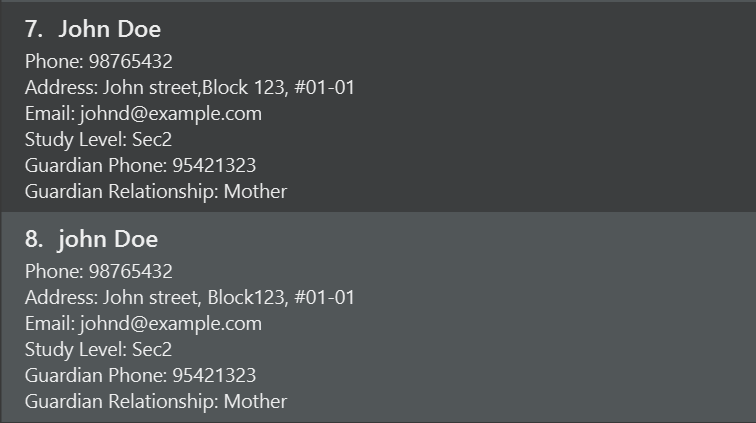 7. John Doe
Phone: 98765432
Address: John street,Block 123, #01-01
Email: johnd@example.com
Study Level: Sec2
Guardian Phone: 95421323
Guardian Relationship: Mother
8. john Doe
Phone: 98765432
Address: John street, Block123, #01-01
Email: johnd@example.com
Study Level: Sec2
Guardian Phone: 95421323
Guardian Relationship: Mother